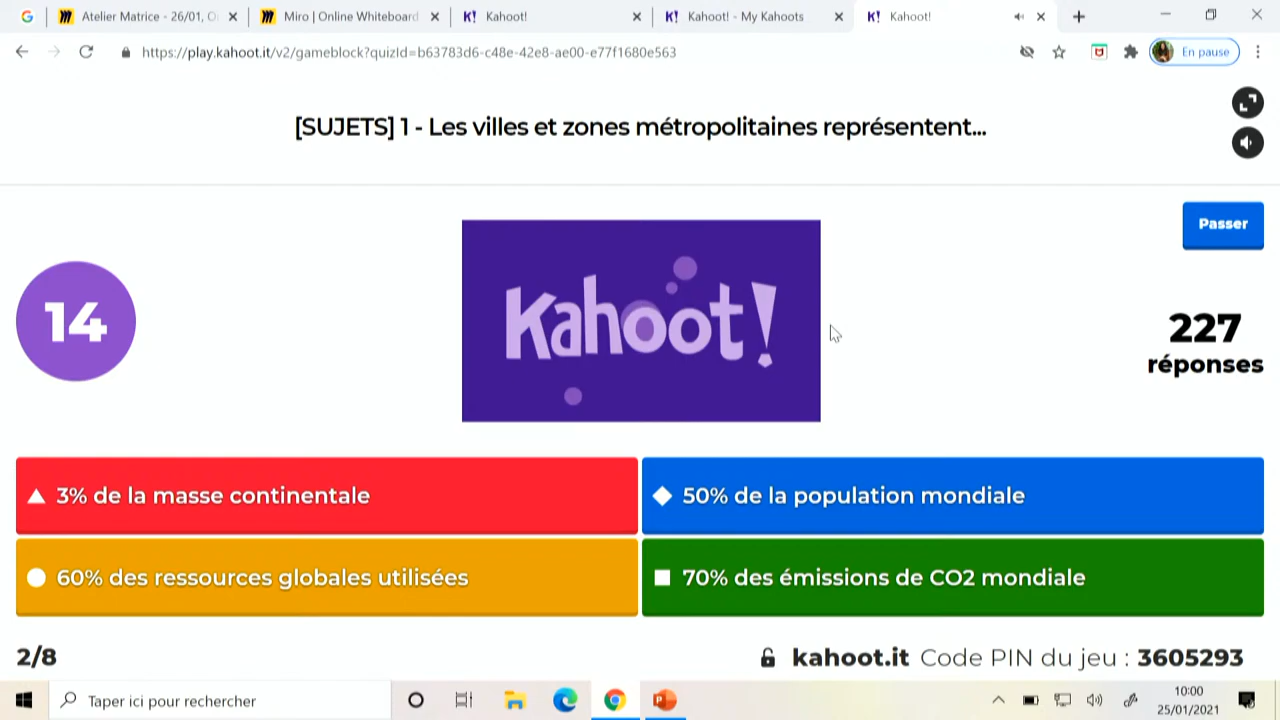 Atelier Matrice - 26/01, O
Miro | Online Whiteboard
Kahoot!
Kahoot! - My Kahoots
Kahoot!
https://play.kahoot.it/v2/gameblock?quizId=b63783d6-c48e-42e8-ae00-e77f1680e563
En pause
[SUJETS] 1 - Les villes et zones métropolitaines représentent...
Passer
14
Kahoot!
227
réponses
3% de la masse continentale
50% de la population mondiale
60% des ressources globales utilisées
70% des émissions de CO2 mondiale
2/8
kahoot.it Code PIN du jeu : 3605293
Taper ici pour rechercher
10:00
25/01/2021